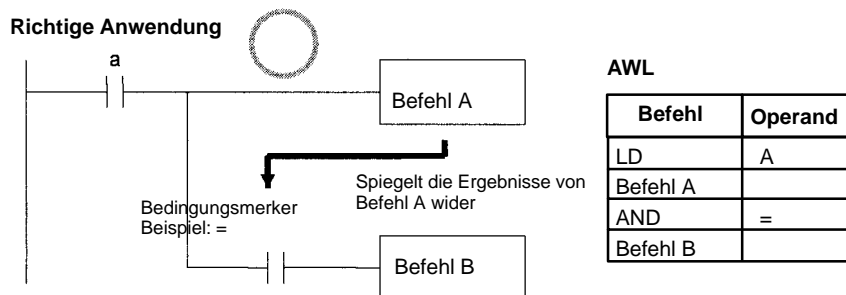 Richtige Anwendung
a
Befehl A
Spiegelt die Ergebnisse von
Befehl A wider
Bedingungsmerker
Beispiel: =
Befehl B
AWL
Befehl Operand
LD A
Befehl A
AND =
Befehl B